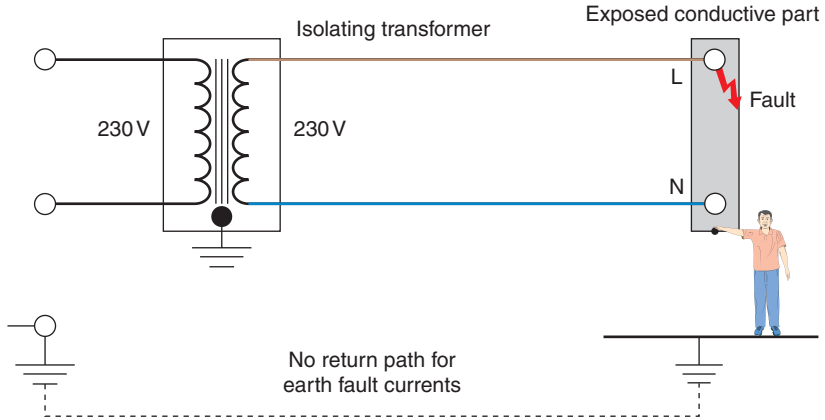 Exposed conductive part
Isolating transformer
L
Fault
230 V
230 V
N
No return path for
earth fault currents